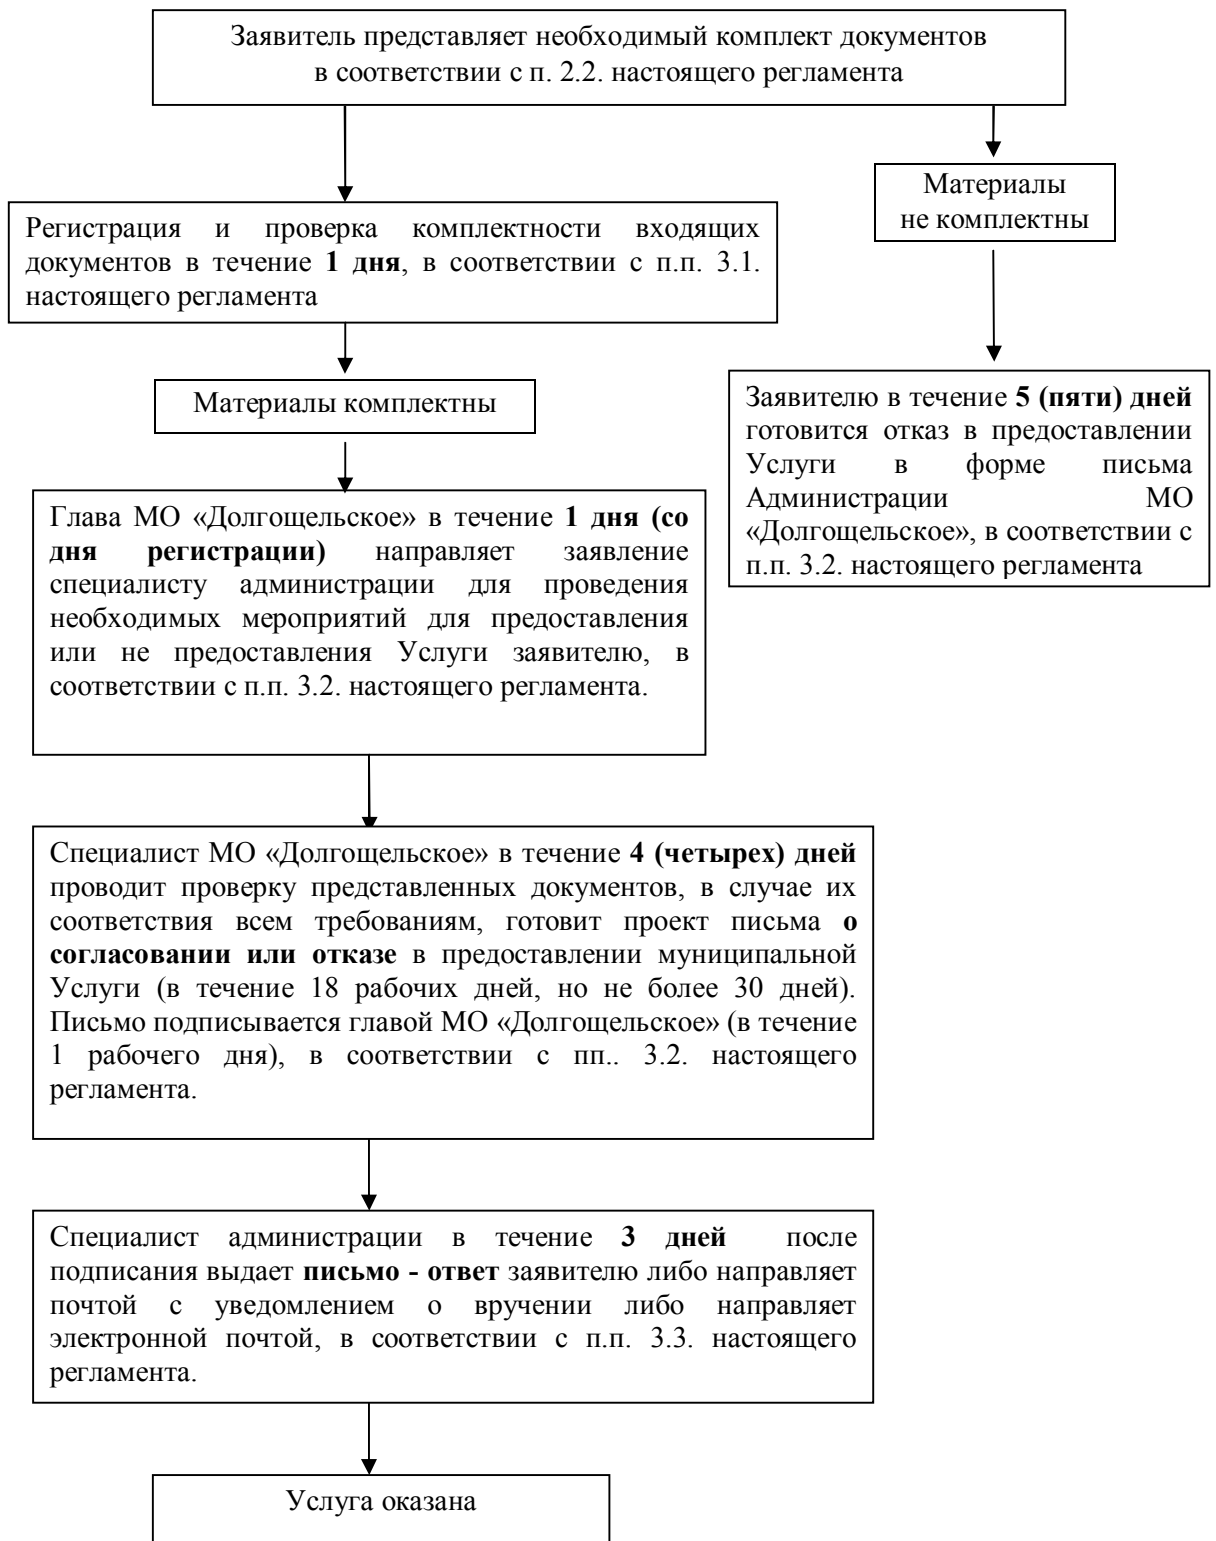 Заявитель представляет необходимый комплект документов
в соответствии с п. 2.2. настоящего регламента
Материалы
не комплектны
Регистрация и проверка комплектности входящих
документов в течение 1 дня, в соответствии с п.п. 3.1.
настоящего регламента
Материалы комплектны
Заявителю в течение 5 (пяти) дней
готовится отказ в предоставлении
Услуги в форме письма
Администрации МО
«Долгощельское», в соответствии с
п.п. 3.2. настоящего регламента
Глава МО «Долгощельское» в течение 1 дня (со
дня регистрации) направляет заявление
специалисту администрации для проведения
необходимых мероприятий для предоставления
или не предоставления Услуги заявителю, в
соответствии с п.п. 3.2. настоящего регламента.
Специалист МО «Долгощельское» в течение 4 (четырех) дней
проводит проверку представленных документов, в случае их
соответствия всем требованиям, готовит проект письма о
согласовании или отказе в предоставлении муниципальной
Услуги (в течение 18 рабочих дней, но не более 30 дней).
Письмо подписывается главой МО «Долгощельское» (в течение
1 рабочего дня), в соответствии с пп.. 3.2. настоящего
регламента.
Специалист администрации в течение 3 дней после
подписания выдает письмо - ответ заявителю либо направляет
почтой с уведомлением о вручении либо направляет
электронной почтой, в соответствии с п.п. 3.3. настоящего
регламента.
Услуга оказана